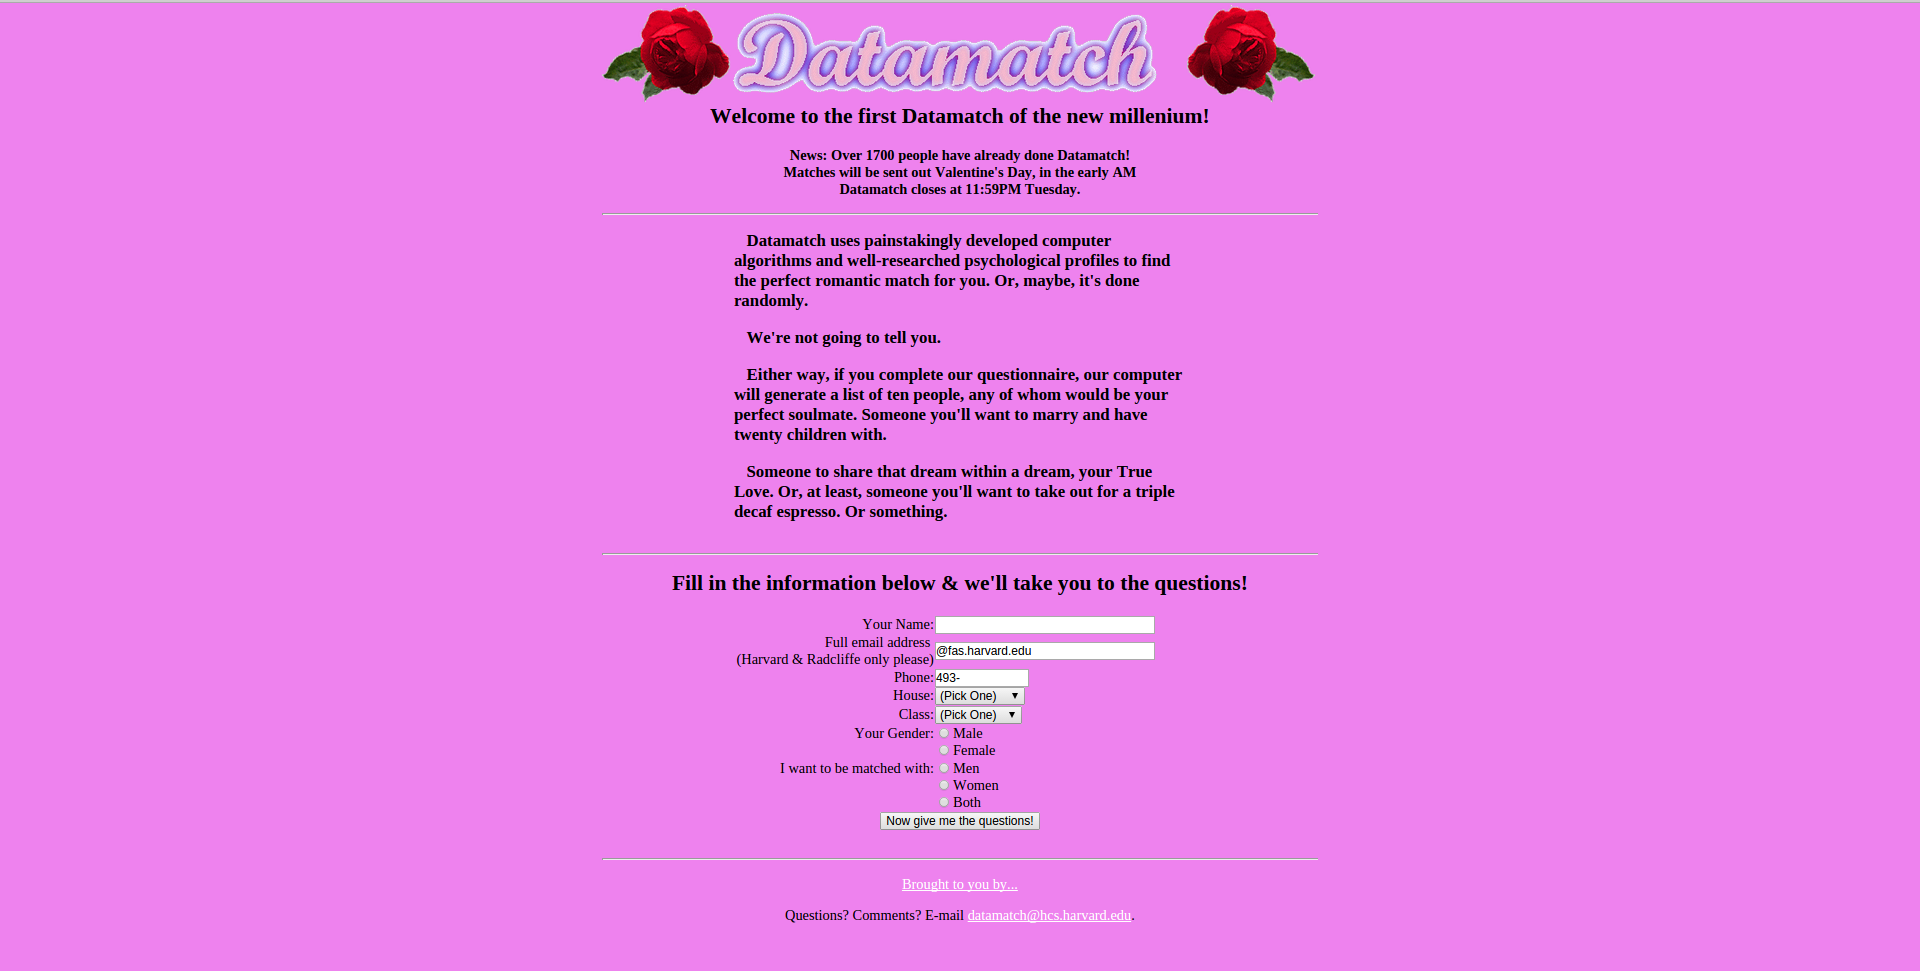 Datamatch
Welcome to the first Datamatch of the new millenium!
News: Over 1700 people have already done Datamatch!
Matches will be sent out Valentine's Day, in the early AM
Datamatch closes at 11:59PM Tuesday.
Datamatch uses painstakingly developed computer
algorithms and well-researched psychological profiles to find
the perfect romantic match for you. Or, maybe, it's done
randomly.
We're not going to tell you.
Either way, if you complete our questionnaire, our computer
will generate a list of ten people, any of whom would be your
perfect soulmate. Someone you'll want to marry and have
twenty children with.
Someone to share that dream within a dream, your True
Love. Or, at least, someone you'll want to take out for a triple
decaf espresso. Or something.
Fill in the information below & we'll take you to the questions!
Your Name:
Full email address
(Harvard & Radcliffe only please) @fas.harvard.edu
Phone: 493-
House: (Pick One)
Class: (Pick One)
Your Gender: Male
Female
I want to be matched with: Men
Women
Both
Now give me the questions!
Brought to you by...
Questions? Comments? E-mail datamatch@hcs.harvard.edu.